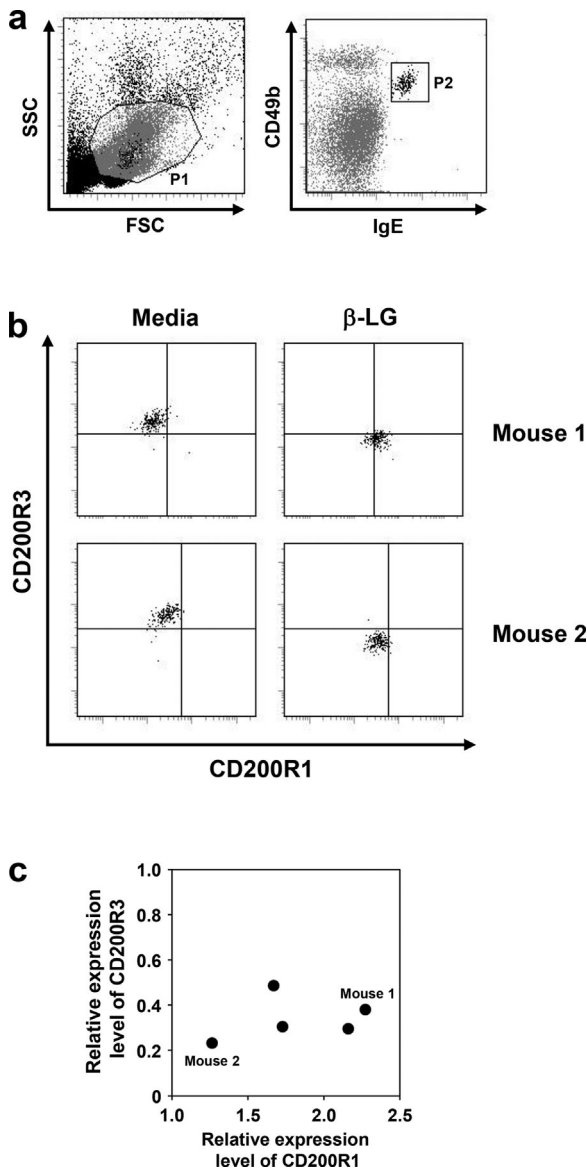 a
SSC
P1
FSC
CD49b
P2
IgE
b
Media
β-LG
Mouse 1
Mouse 2
CD200R3
CD200R1
c
Relative expression
level of CD200R3
1.0
0.8
0.6
0.4
0.2
0
Mouse 1
Mouse 2
1.0
1.5
2.0
2.5
Relative expression
level of CD200R1